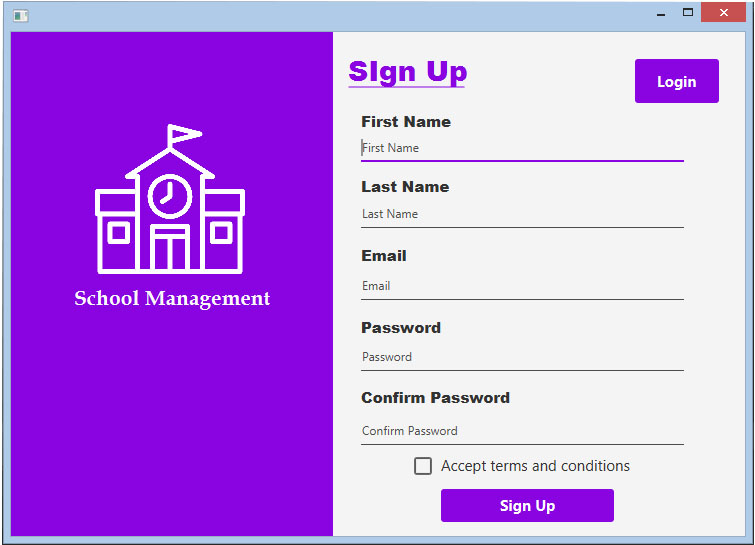 SIgn Up
Login
First Name
First Name
Last Name
Last Name
Email
Email
Password
Password
Confirm Password
Confirm Password
Accept terms and conditions
Sign Up
School Management